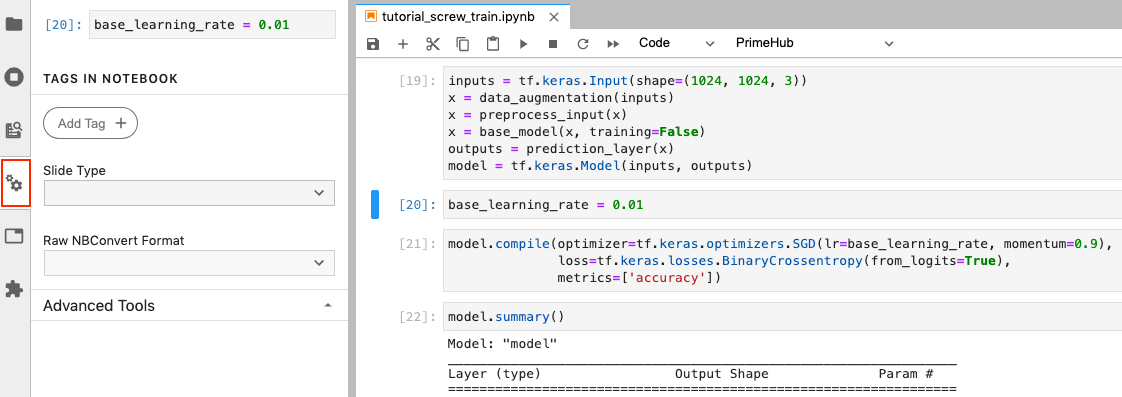 [20]: base_learning_rate = 0.01
TAGS IN NOTEBOOK
Add Tag +
Slide Type
Raw NBConvert Format
Advanced Tools
tutorial_screw_train.ipynb
Code
PrimeHub
[19]: inputs = tf.keras.Input(shape=(1024, 1024, 3))
x = data_augmentation(inputs)
x = preprocess_input(x)
x = base_model(x, training=False)
outputs = prediction_layer(x)
model = tf.keras.Model(inputs, outputs)
[20]: base_learning_rate = 0.01
[21]: model.compile(optimizer=tf.keras.optimizers.SGD(lr=base_learning_rate, momentum=0.9),
loss=tf.keras.losses.BinaryCrossentropy(from_logits=True),
metrics=['accuracy'])
[22]: model.summary()
Model: "model"
Layer (type) Output Shape Param #